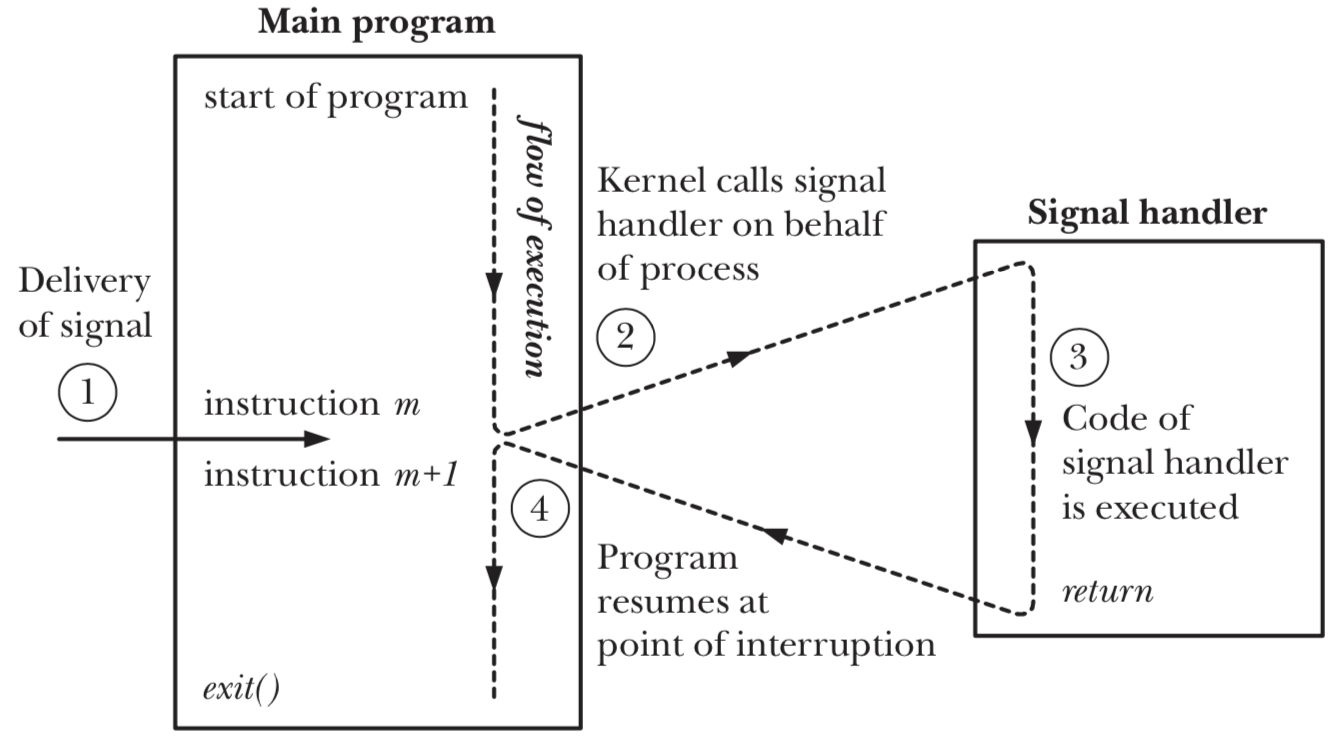 Main program
start of program
flow of execution
Delivery
of signal
1
instruction m
instruction m+1
exit()
Kernel calls signal
handler on behalf
of process
2
4
Program
resumes at
point of interruption
Signal handler
3
Code of
signal handler
is executed
return